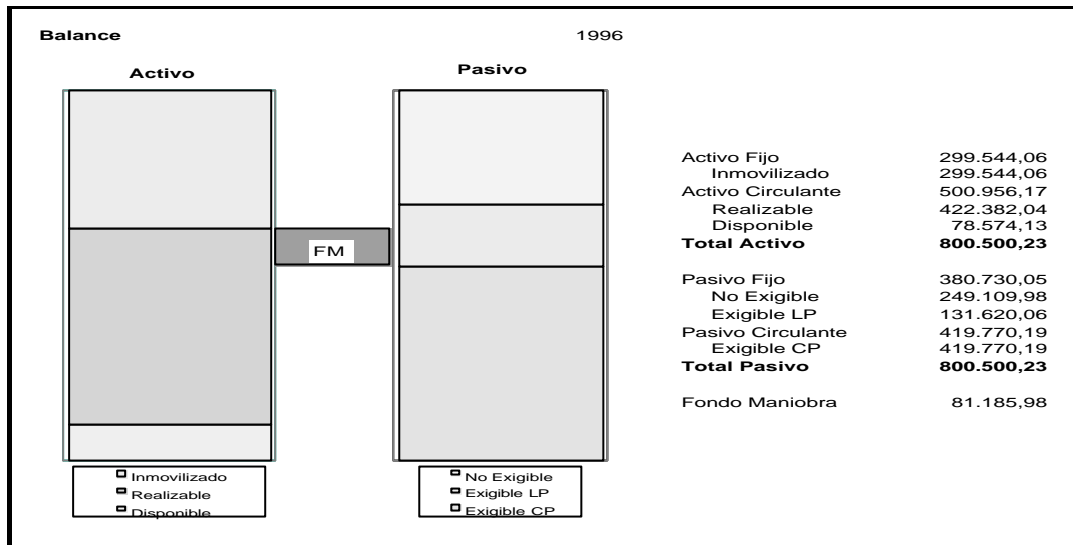 Balance 1996
Activo
Pasivo
FM
Inmovilizado
Realizable
Disponible
No Exigible
Exigible LP
Exigible CP
Activo Fijo 299.544,06
Inmovilizado 299.544,06
Activo Circulante 500.956,17
Realizable 422.382,04
Disponible 78.574,13
Total Activo 800.500,23
Pasivo Fijo 380.730,05
No Exigible 249.109,98
Exigible LP 131.620,06
Pasivo Circulante 419.770,19
Exigible CP 419.770,19
Total Pasivo 800.500,23
Fondo Maniobra 81.185,98